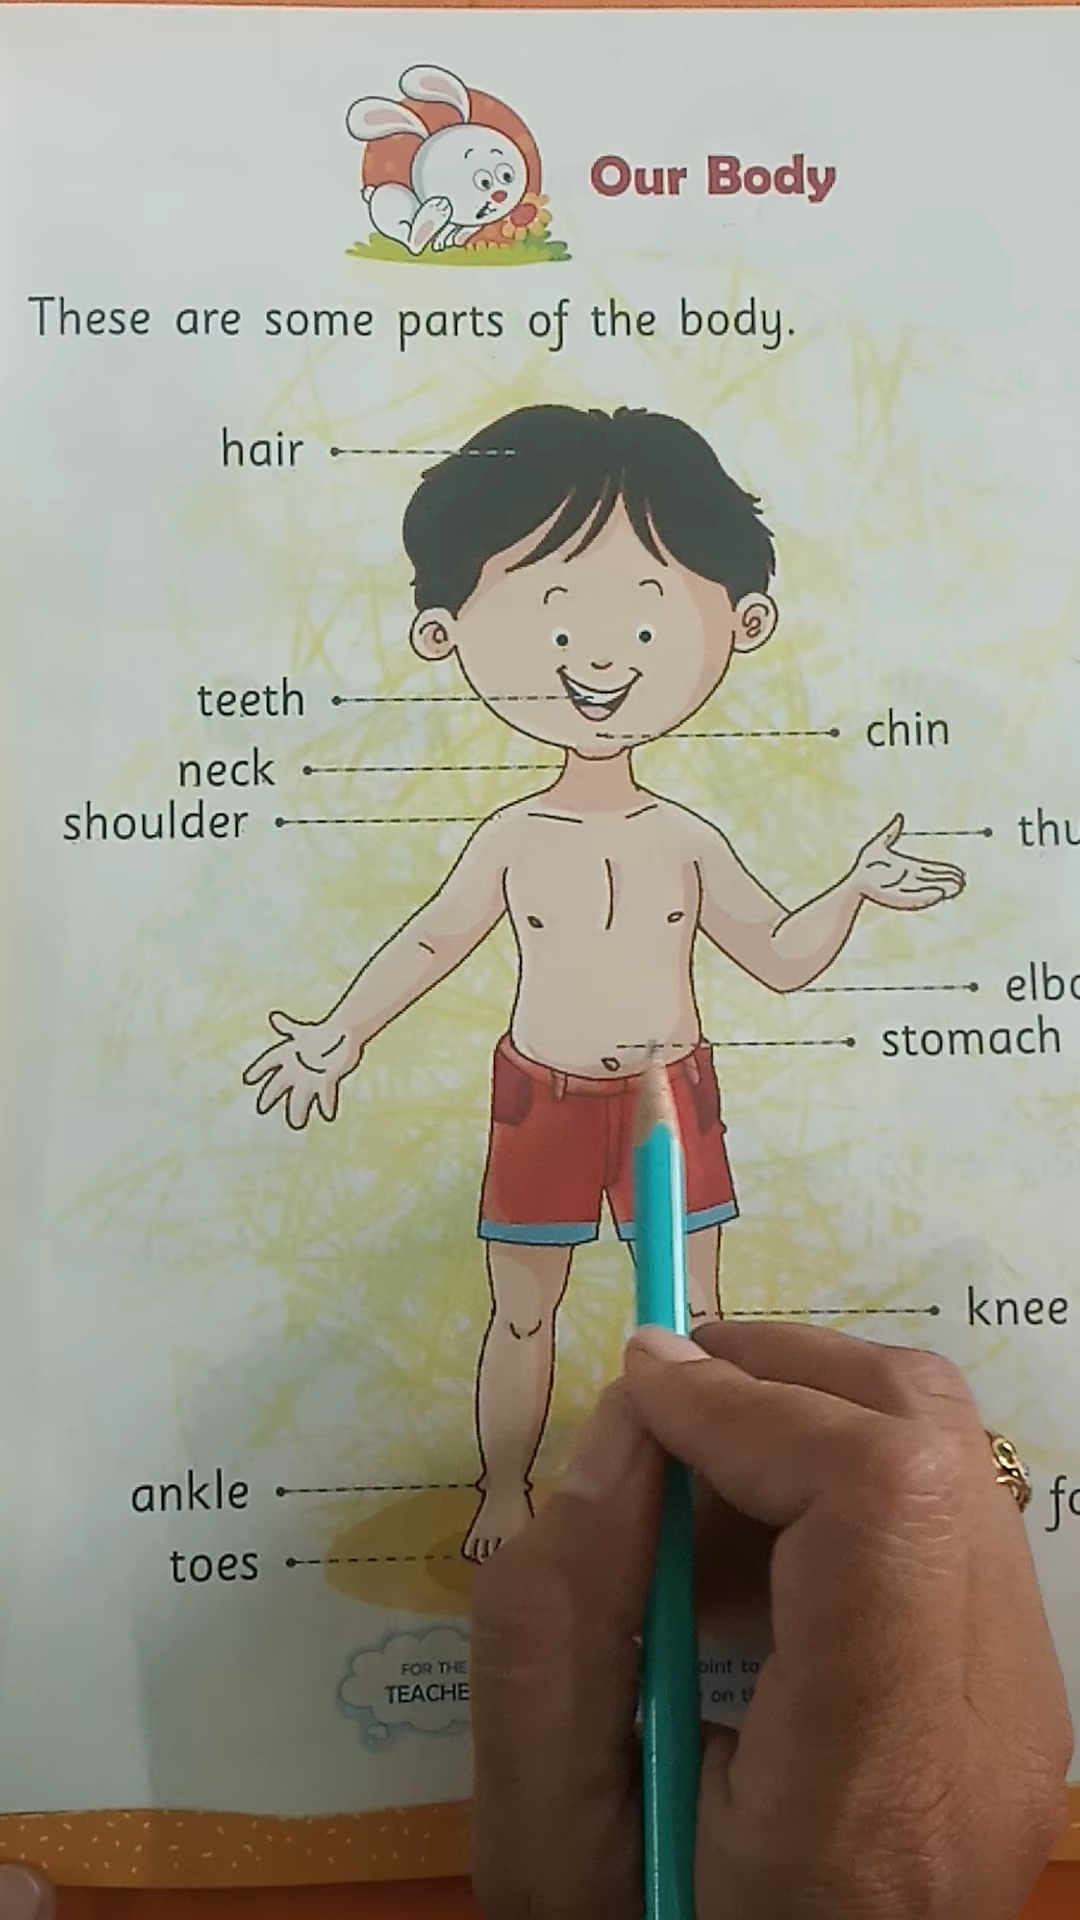 Our Body
These are some parts of the body.
hair
teeth
chin
neck
shoulder
stomach
knee
ankle
toes
FOR THE
on